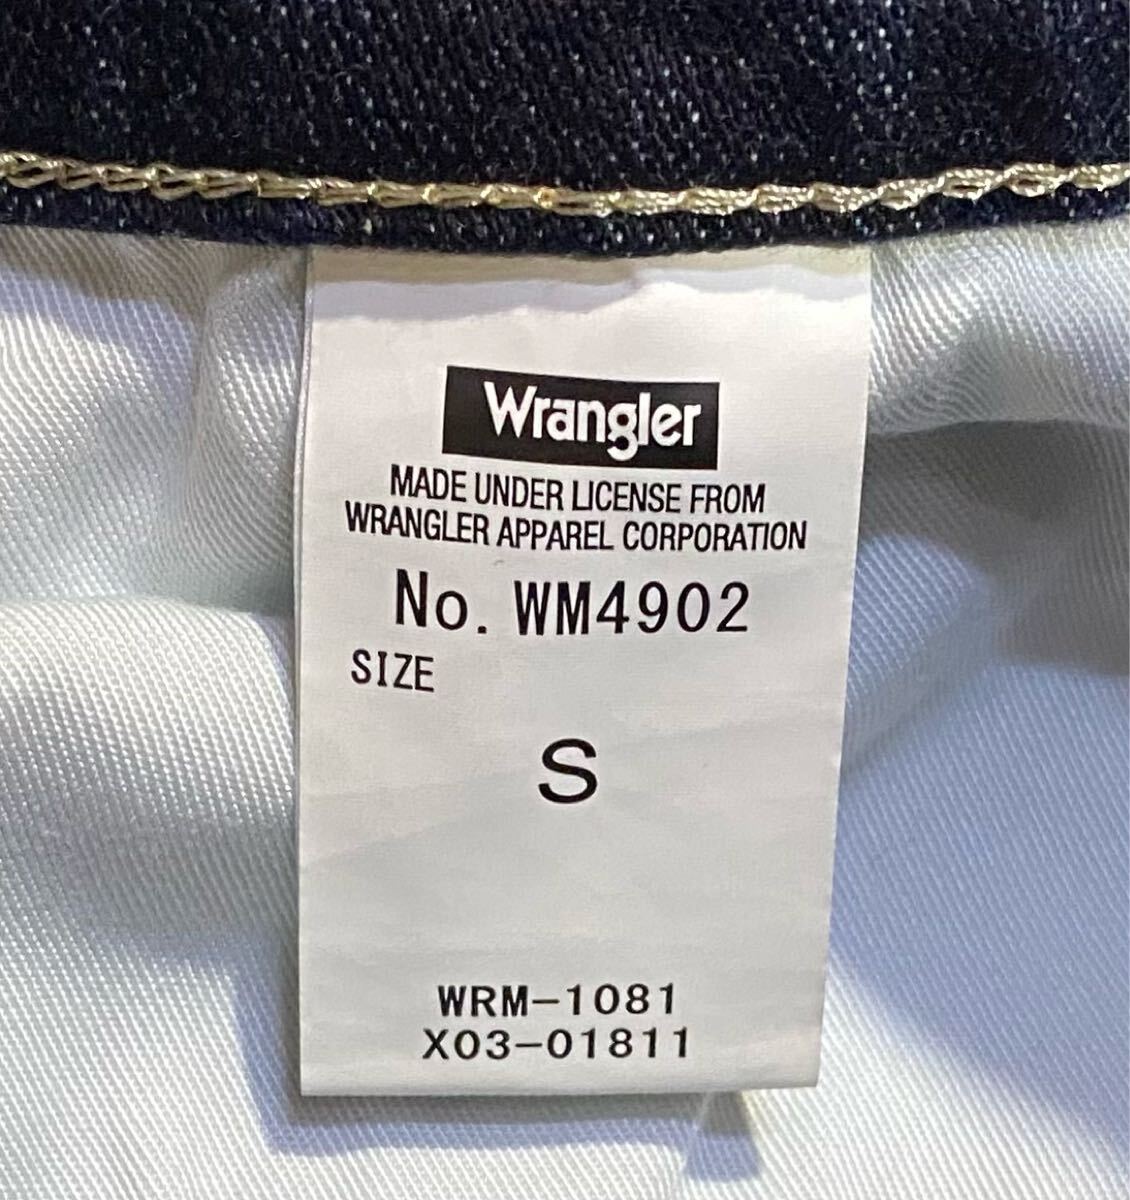 Wrangler
MADE UNDER LICENSE FROM
WRANGLER APPAREL CORPORATION
No. WM4902
SIZE
S
WRM-1081
X03-01811